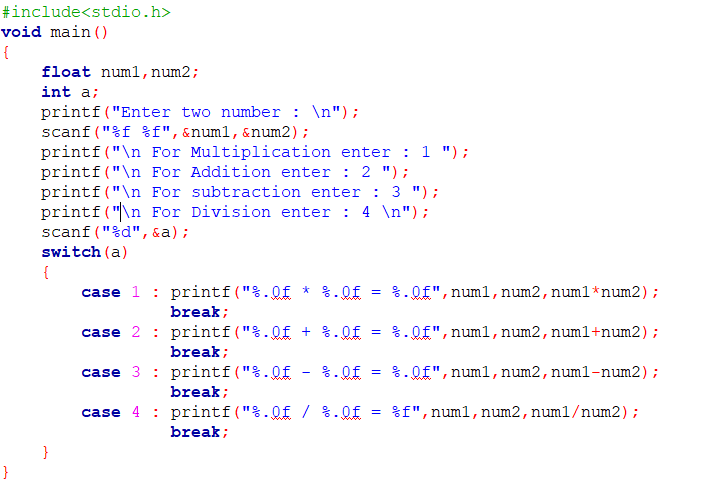 #include<stdio.h>
void main()
{
    float num1,num2;
    int a;
    printf("Enter two number : \n");
    scanf("%f %f",&num1,&num2);
    printf("\n For Multiplication enter : 1 ");
    printf("\n For Addition enter : 2 ");
    printf("\n For subtraction enter : 3 ");
    printf("\n For Division enter : 4 \n");
    scanf("%d",&a);
    switch(a)
    {
        case 1 : printf("%.0f * %.0f = %.0f",num1,num2,num1*num2);
                 break;
        case 2 : printf("%.0f + %.0f = %.0f",num1,num2,num1+num2);
                 break;
        case 3 : printf("%.0f - %.0f = %.0f",num1,num2,num1-num2);
                 break;
        case 4 : printf("%.0f / %.0f = %f",num1,num2,num1/num2);
                 break;
    }
}